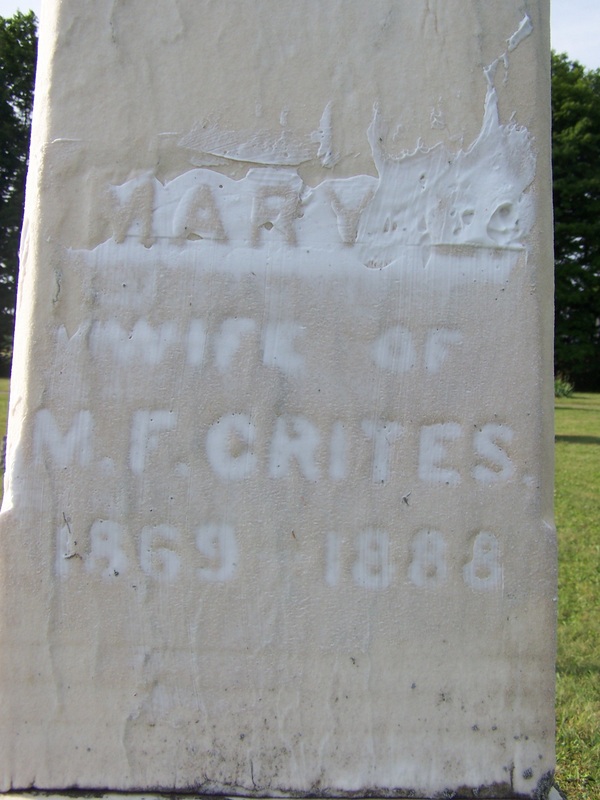 MARY
WIFE OF
M.F. CRITES.
1869 1888